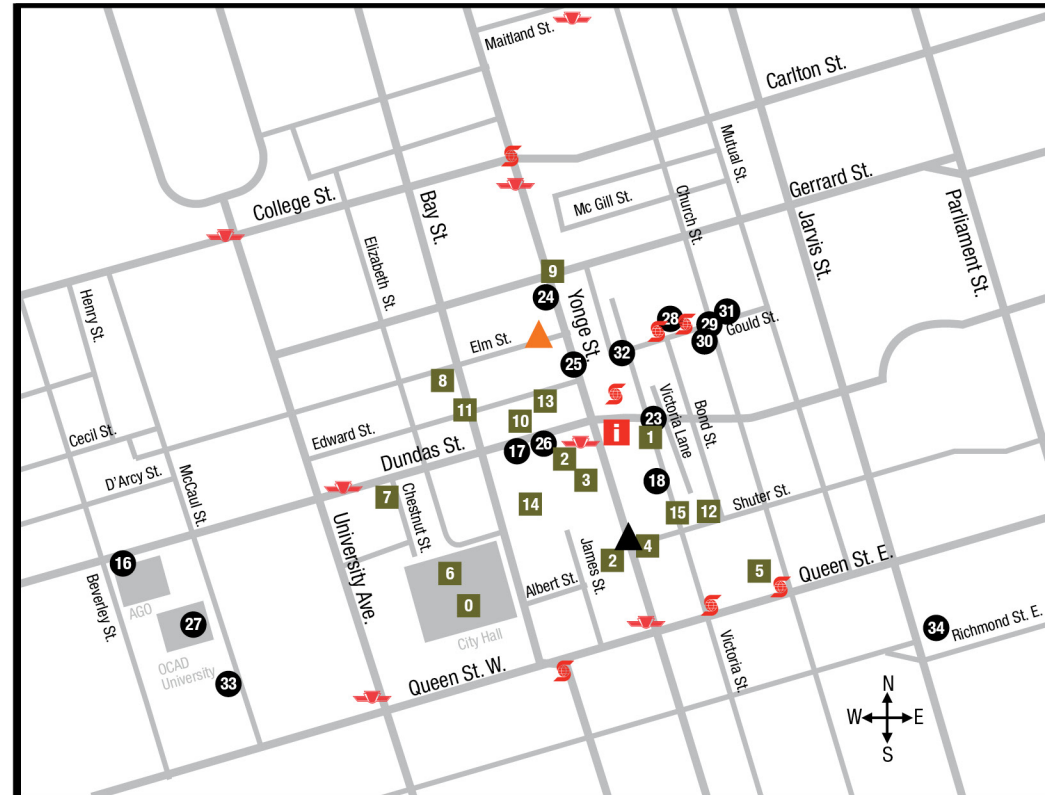 Maitland St.
Carlton St.
Mutual St.
College St.
Bay St.
Gerrard St.
Mc Gill St.
Church St.
Parliament St.
Jarvis St.
Elizabeth St.
Henry St.
9
24
Yonge St.
28
31
29
Gould St.
30
Elm St.
32
25
8
11
13
10
Victoria Lane
Bond St.
23
i
1
Cecil St.
Edward St.
Dundas St.
17
26
2
3
18
D'Arcy St.
McCaul St.
7
Chestnut St.
14
15
12
Shuter St.
University Ave.
16
AGO
Beverley St.
6
0
City Hall
Albert St.
James St.
2
4
5
Queen St. E.
27
OCAD
University
33
Queen St. W.
Victoria St.
34
Richmond St. E.
N
W
E
S